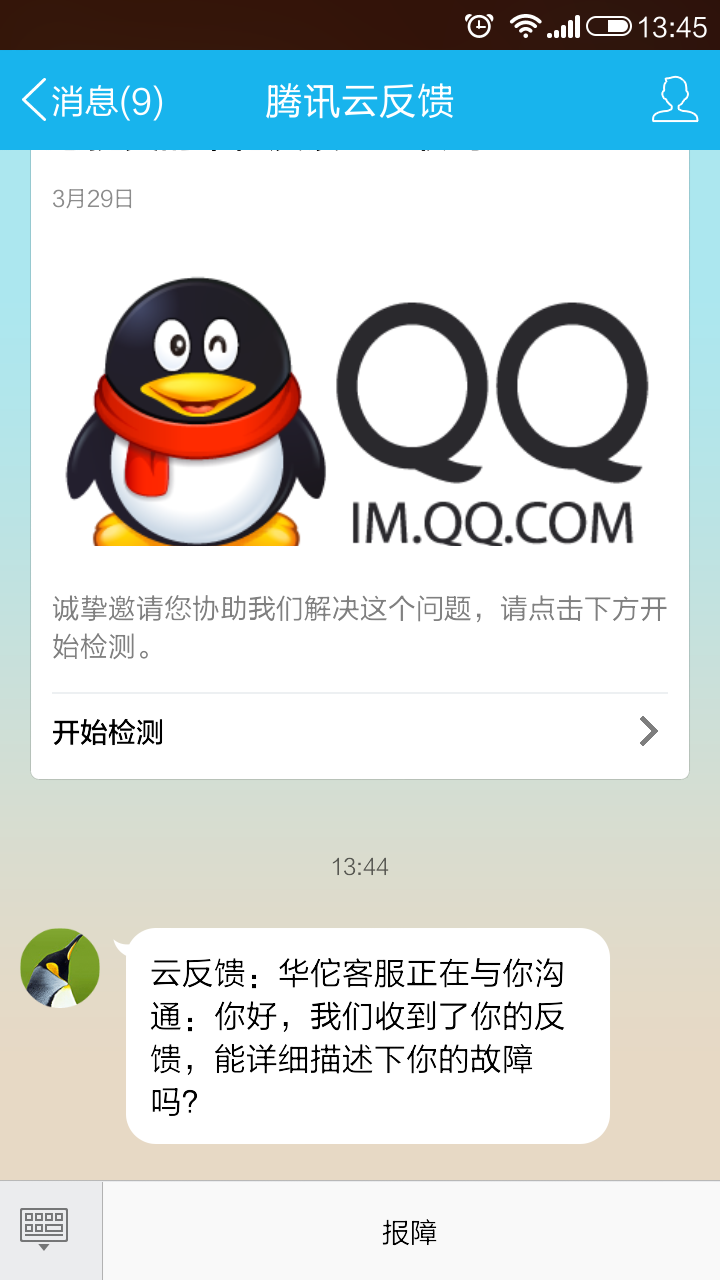 13:45
消息(9)
腾讯云反馈
3月29日
QQ
IM.QQ.COM
诚挚邀请您协助我们解决这个问题，请点击下方开
始检测。
开始检测
13:44
云反馈：华佗客服正在与你沟
通：你好，我们收到了你的反
馈，能详细描述下你的故障
吗?
报障